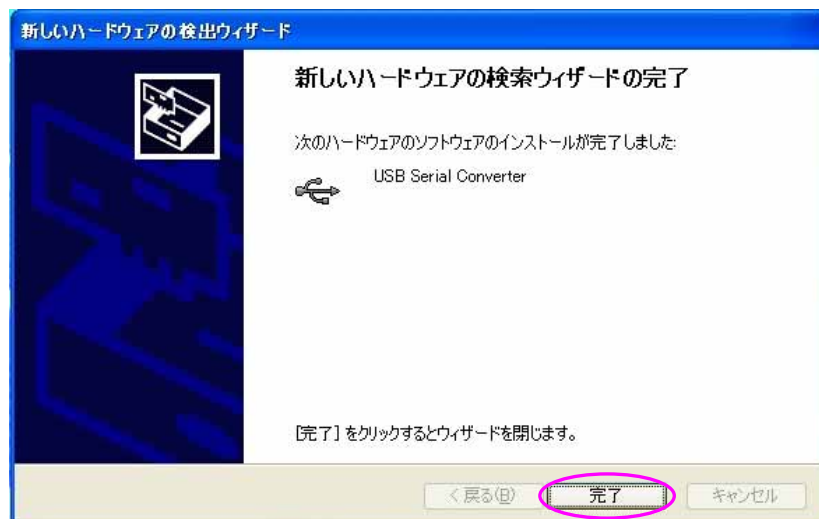 新しいハードウェアの検出ウィザード
新しいハードウェアの検索ウィザードの完了
次のハードウェアのソフトウェアのインストールが完了しました:
USB Serial Converter
[完了] をクリックするとウィザードを閉じます。
< 戻る(B) 完了 キャンセル